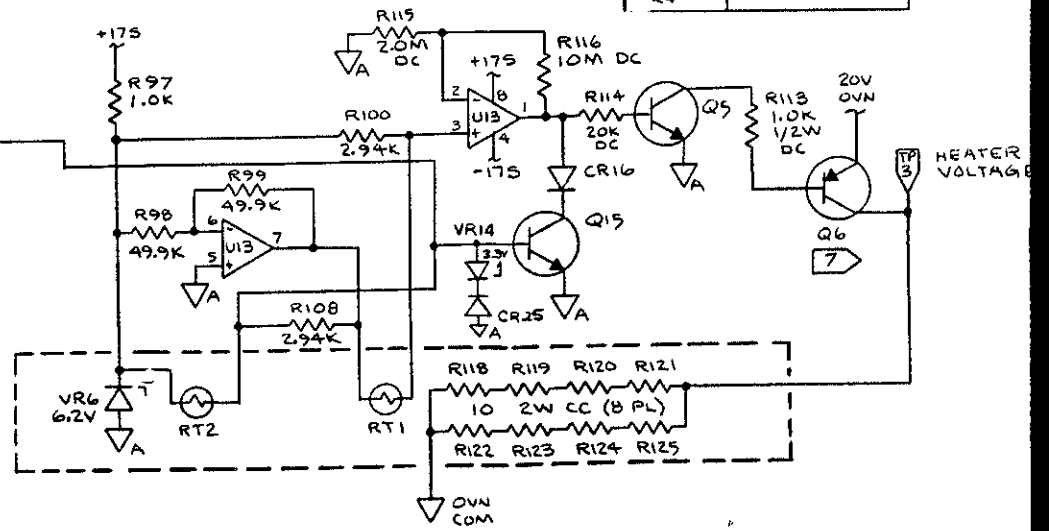 R115
2.0M
DC
A
+17S
R97
1.0K
+17S
R116
10M DC
2
-
8
U13
1
3
+
4
-17S
R100
2.94K
R114
20K
DC
Q5
A
R113
1.0K
1/2W
DC
20V
OVN
TP
3
HEATER
VOLTAGE
CR16
Q6
7
R99
49.9K
R98
49.9K
6
-
U13
7
5
+
A
VR14
3.3V
Q15
CR25
A
A
R108
2.94K
VR6
6.2V
A
RT2
RT1
R118 R119 R120 R121
10 2W CC (8 PL)
R122 R123 R124 R125
OVN
COM